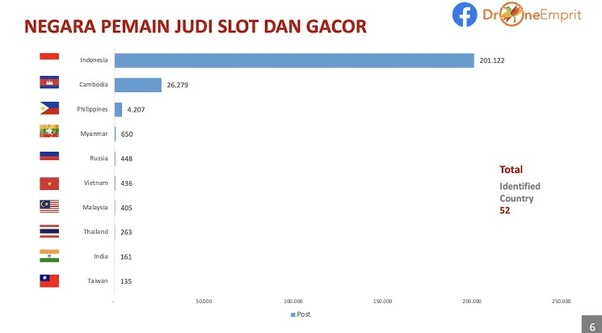 NEGARA PEMAIN JUDI SLOT DAN GACOR
DroneEmprit
Indonesia 201.122
Cambodia 26.279
Philippines 4.207
Myanmar 650
Russia 448
Vietnam 436
Malaysia 405
Thailand 263
India 161
Taiwan 135
Total
Identified
Country
52
- 50.000 100.000 150.000 200.000 250.000
Post
6